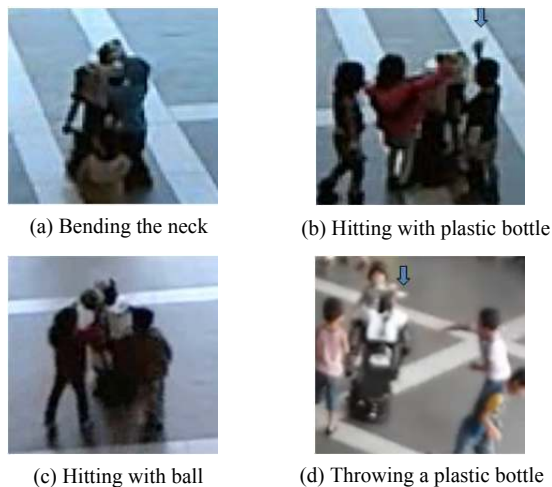 (a) Bending the neck
(b) Hitting with plastic bottle
(c) Hitting with ball
(d) Throwing a plastic bottle